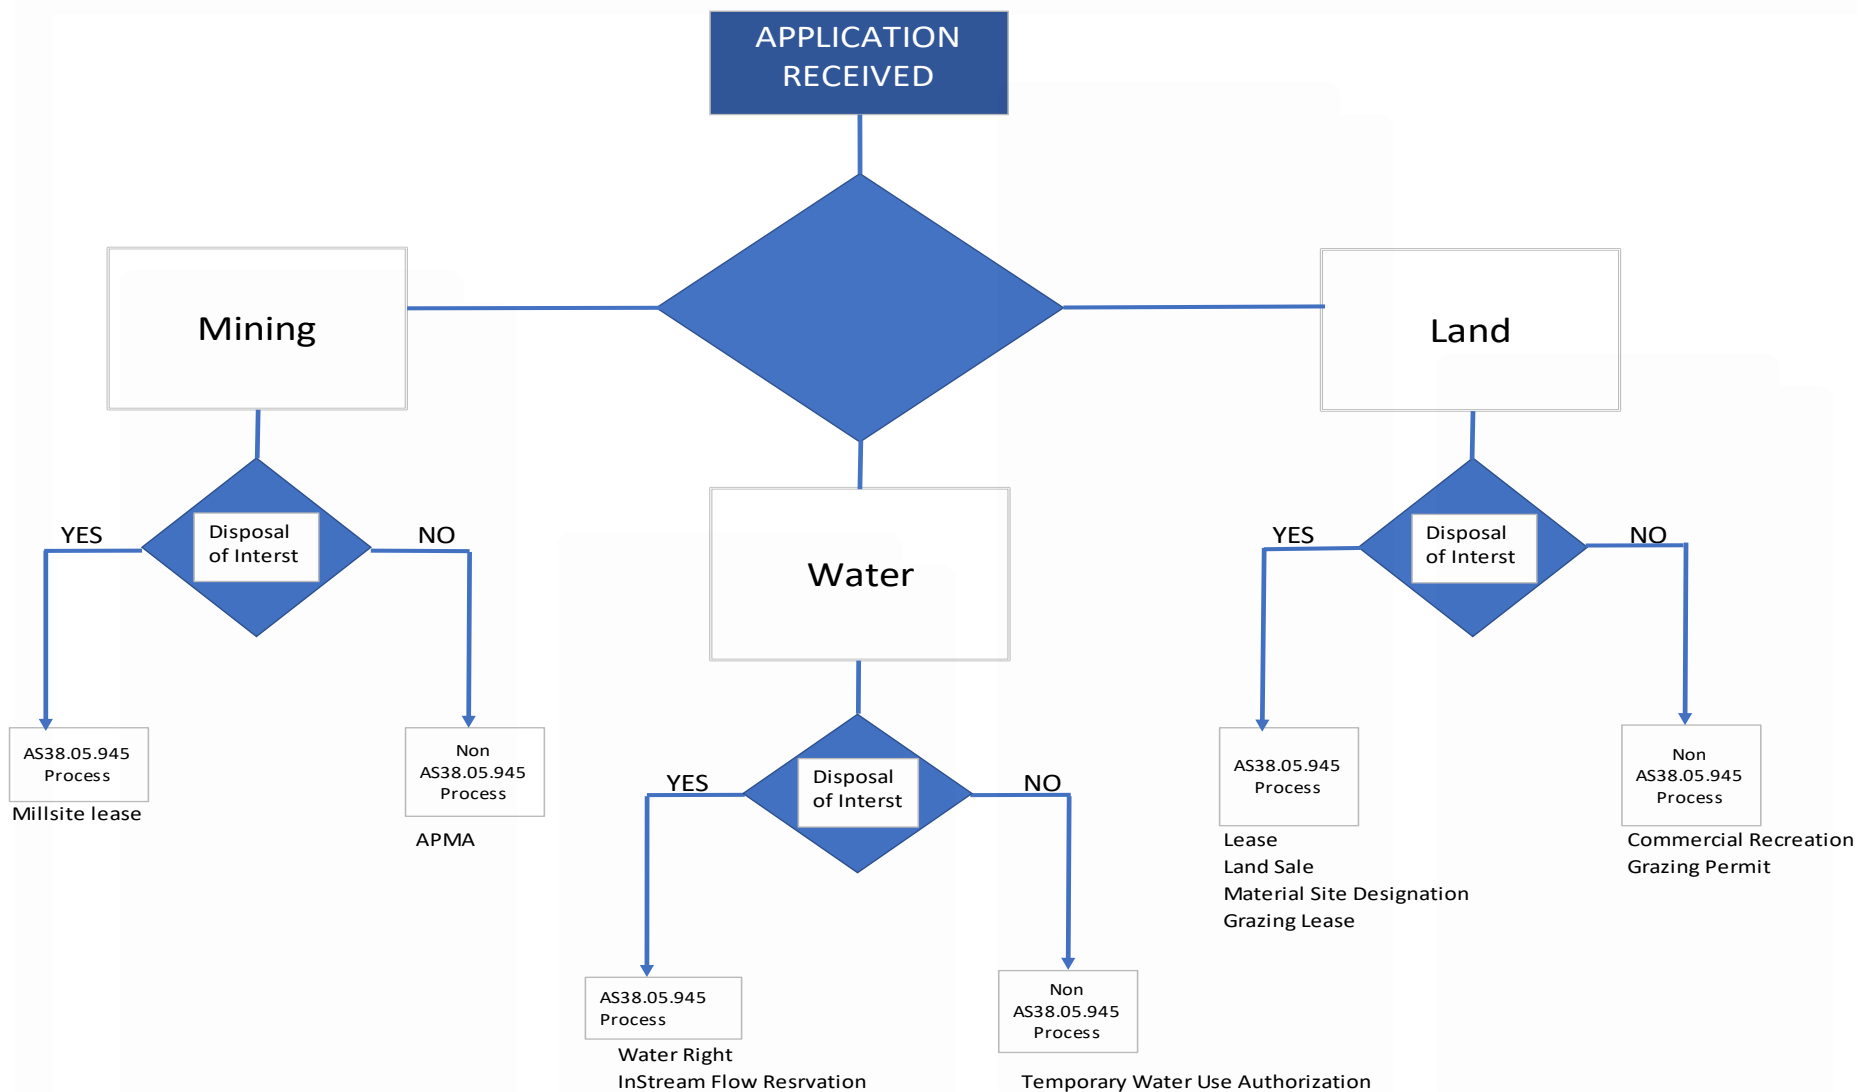 APPLICATION
RECEIVED
Mining
Land
Water
YES
Disposal
of Interst
NO
AS38.05.945
Process
Millsite lease
Non
AS38.05.945
Process
APMA
YES
Disposal
of Interst
NO
AS38.05.945
Process
Water Right
InStream Flow Resrvation
Non
AS38.05.945
Process
Temporary Water Use Authorization
YES
Disposal
of Interst
NO
AS38.05.945
Process
Lease
Land Sale
Material Site Designation
Grazing Lease
Non
AS38.05.945
Process
Commercial Recreation
Grazing Permit